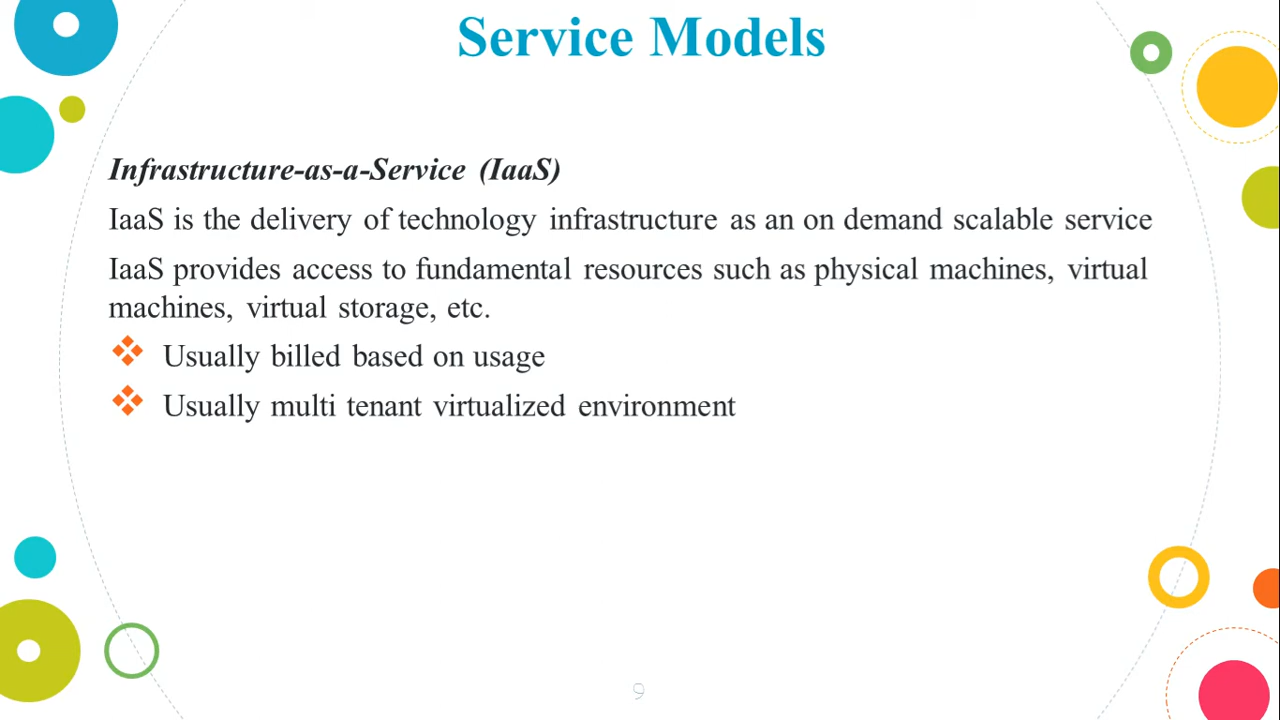 Service Models
Infrastructure-as-a-Service (IaaS)
IaaS is the delivery of technology infrastructure as an on demand scalable service
IaaS provides access to fundamental resources such as physical machines, virtual
machines, virtual storage, etc.
Usually billed based on usage
Usually multi tenant virtualized environment
9